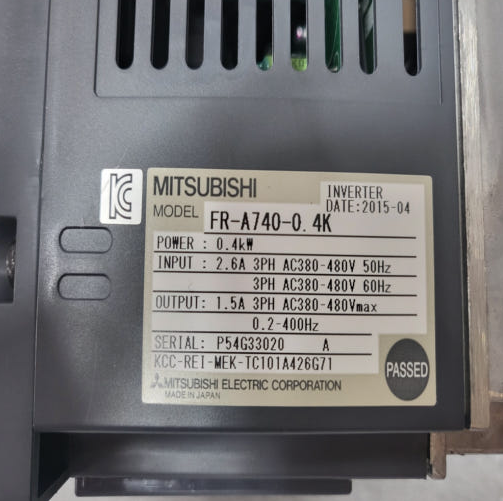 MITSUBISHI
INVERTER
DATE:2015-04
MODEL FR-A740-0.4K
POWER : 0.4kW
INPUT : 2.6A 3PH AC380-480V 50Hz
3PH AC380-480V 60Hz
OUTPUT: 1.5A 3PH AC380-480Vmax
0.2-400Hz
SERIAL: P54G33020 A
KCC-REI-MEK-TC101A426G71
PASSED
MITSUBISHI ELECTRIC CORPORATION
MADE IN JAPAN